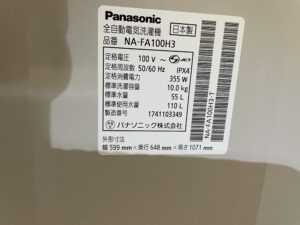 Panasonic
全自動電気洗濯機 日本製
品番 NA-FA100H3
定格電圧 100 V～ JET
定格周波数 50/60 Hz IPX4
定格消費電力 355 W
標準洗濯容量 10.0 kg
標準水量 55 L
標準使用水量 110 L
製造番号 1741103349
パナソニック株式会社
外形寸法
幅 599 mm×奥行 648 mm×高さ 1071 mm
NA-FA100H3-T